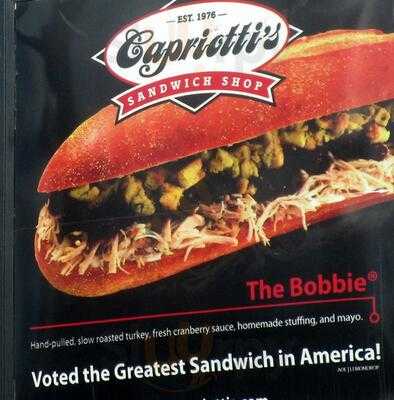 EST. 1976
Capriotti's
SANDWICH SHOP
The Bobbie®
Hand-pulled, slow roasted turkey, fresh cranberry sauce, homemade stuffing, and mayo.
Voted the Greatest Sandwich in America!